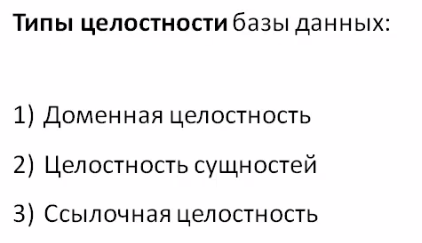 Типы целостности базы данных:
1) Доменная целостность
2) Целостность сущностей
3) Ссылочная целостность